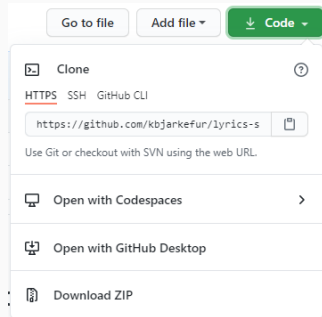 Go to file Add file Code
Clone
HTTPS SSH GitHub CLI
https://github.com/kbjarkefur/lyrics-s
Use Git or checkout with SVN using the web URL.
Open with Codespaces
Open with GitHub Desktop
Download ZIP